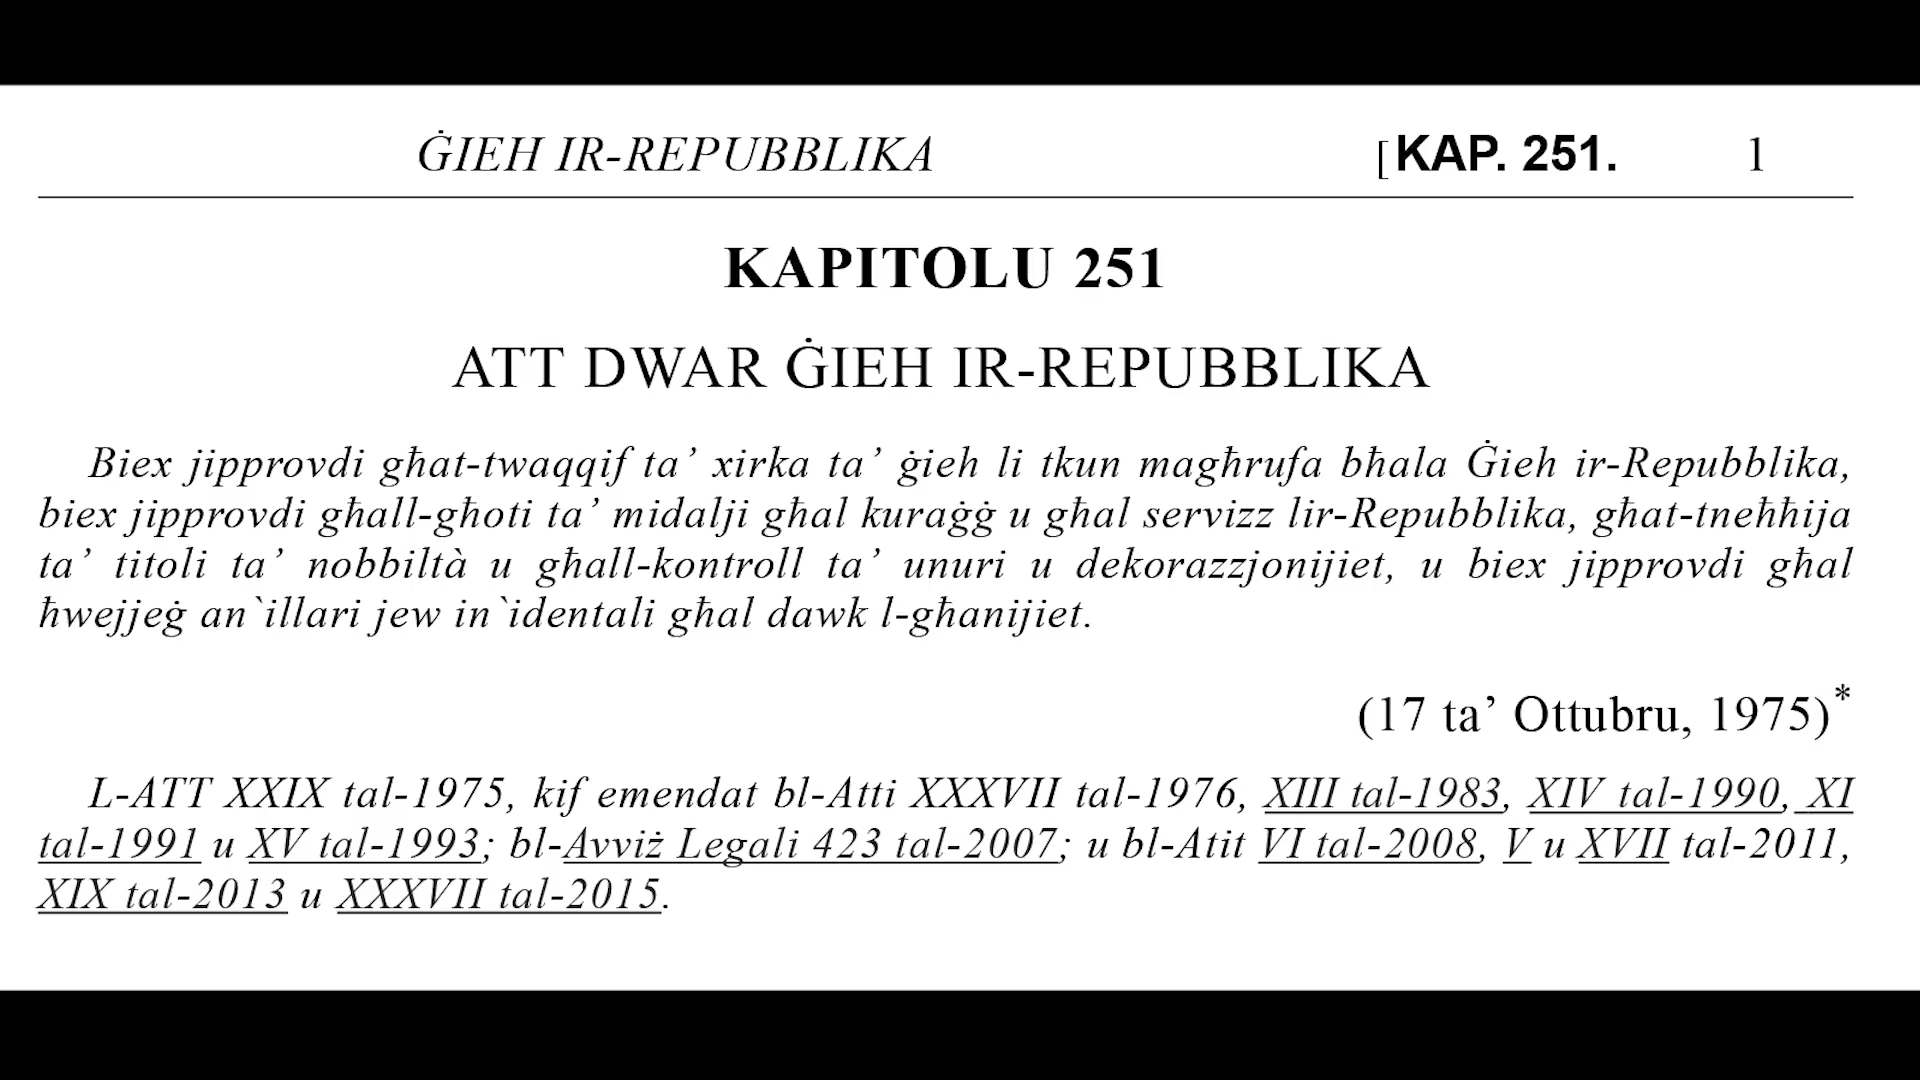 ĠIEH IR-REPUBBLIKA [KAP. 251. 1
KAPITOLU 251
ATT DWAR ĠIEH IR-REPUBBLIKA
Biex jipprovdi għat-twaqqif ta’ xirka ta’ ġieh li tkun magħrufa bħala Ġieh ir-Repubblika,
biex jipprovdi għall-għoti ta’ midalji għal kuraġġ u għal servizz lir-Repubblika, għat-tneħħija
ta’ titoli ta’ nobbiltà u għall-kontroll ta’ unuri u dekorazzjonijiet, u biex jipprovdi għal
ħwejjeġ an`illari jew in`identali għal dawk l-għanijiet.
(17 ta’ Ottubru, 1975)*
L-ATT XXIX tal-1975, kif emendat bl-Atti XXXVII tal-1976, XIII tal-1983, XIV tal-1990, XI
tal-1991 u XV tal-1993; bl-Avviż Legali 423 tal-2007; u bl-Atit VI tal-2008, V u XVII tal-2011,
XIX tal-2013 u XXXVII tal-2015.